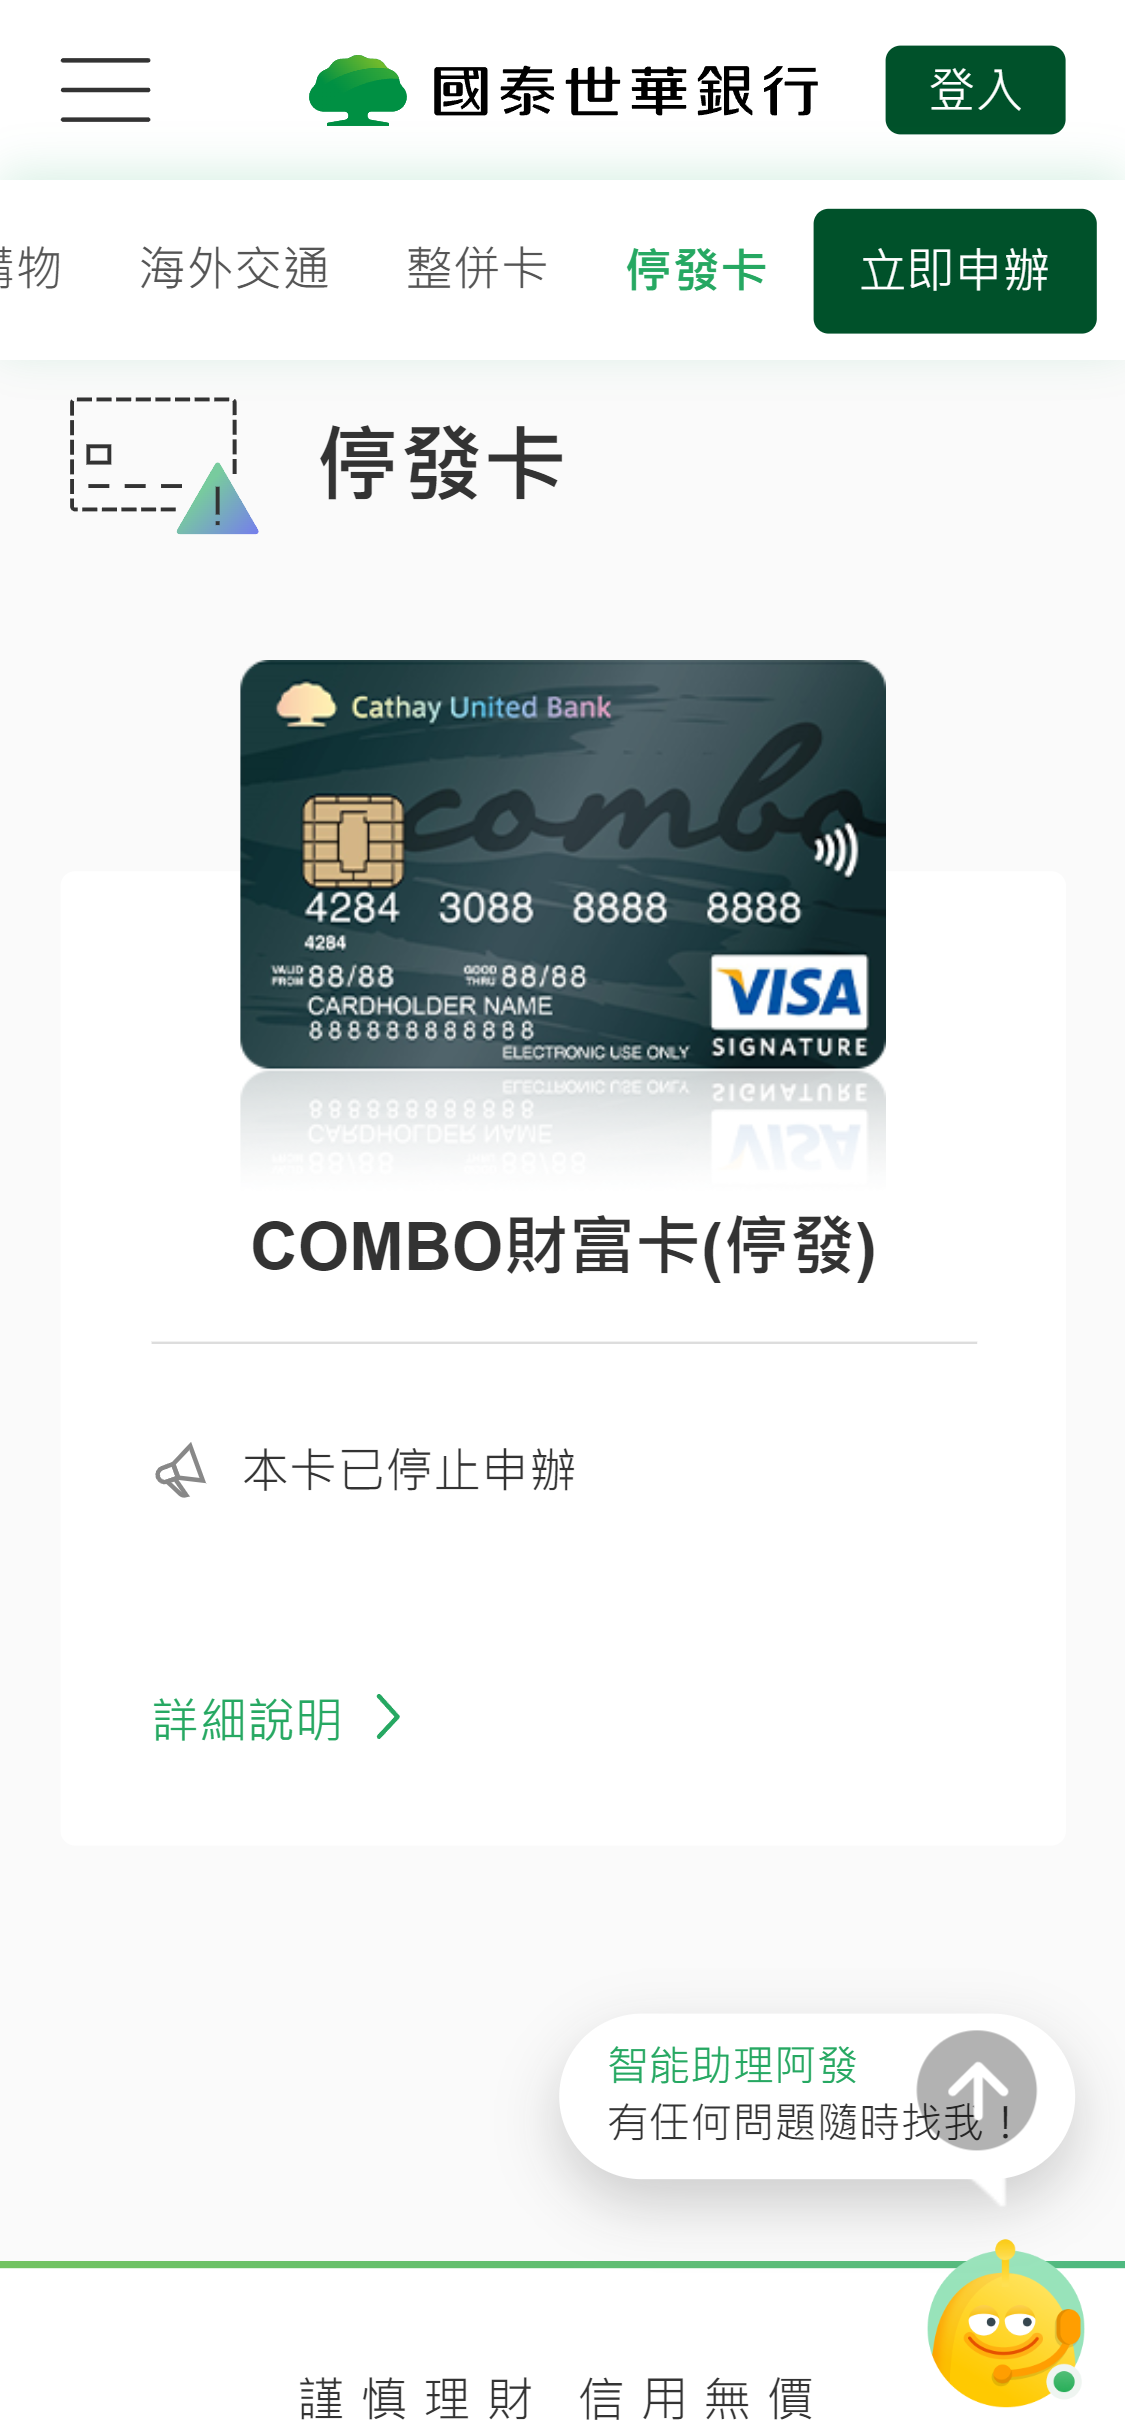 國泰世華銀行
登入
購物 海外交通 整併卡 停發卡 立即申辦
停發卡
Cathay United Bank
combo
4284 3088 8888 8888
4284
VALID FROM 88/88 GOOD THRU 88/88
CARDHOLDER NAME
888888888888
ELECTRONIC USE ONLY
VISA
SIGNATURE
COMBO財富卡(停發)
本卡已停止申辦
詳細說明
智能助理阿發
有任何問題隨時找我！
謹慎理財 信用無價